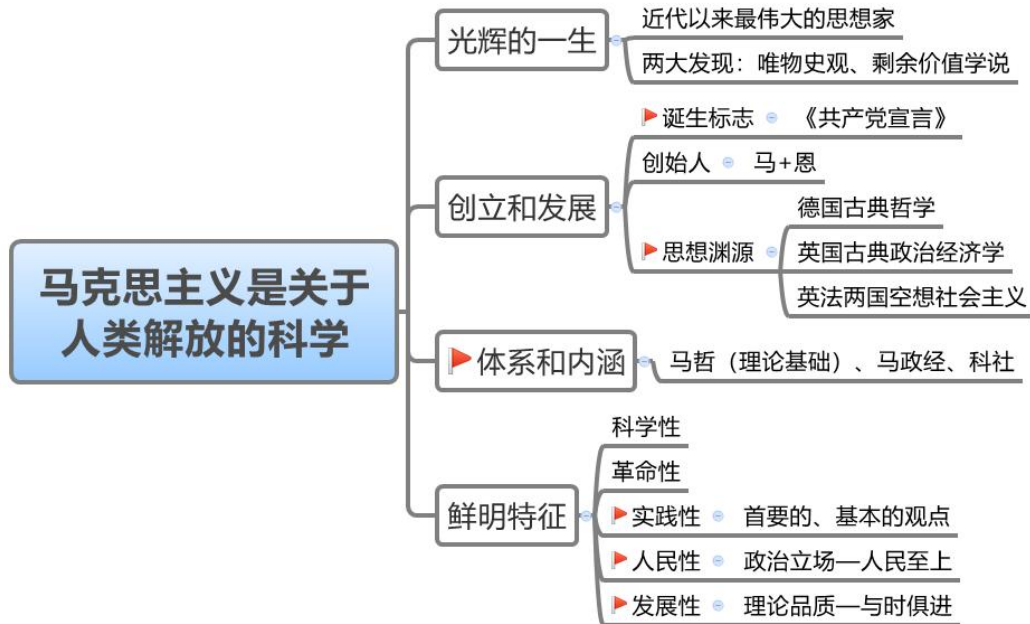 马克思主义是关于
人类解放的科学
光辉的一生
近代以来最伟大的思想家
两大发现：唯物史观、剩余价值学说
创立和发展
诞生标志
《共产党宣言》
创始人
马+恩
思想渊源
德国古典哲学
英国古典政治经济学
英法两国空想社会主义
体系和内涵
马哲（理论基础）、马政经、科社
鲜明特征
科学性
革命性
实践性
首要的、基本的观点
人民性
政治立场—人民至上
发展性
理论品质—与时俱进